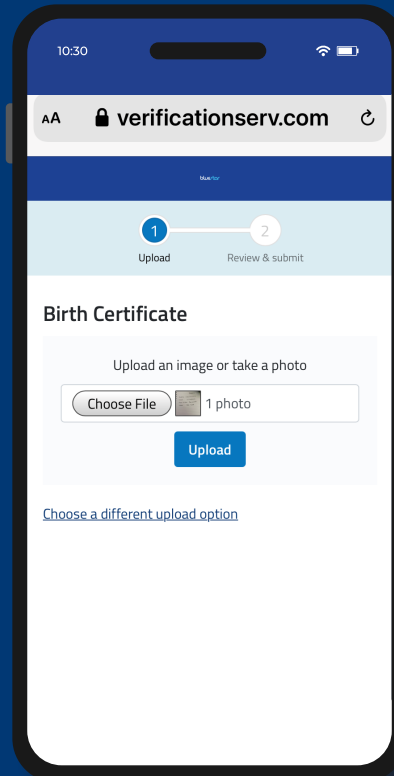 10:30
AA verificationserv.com
1 2
Upload Review & submit
Birth Certificate
Upload an image or take a photo
Choose File 1 photo
Upload
Choose a different upload option